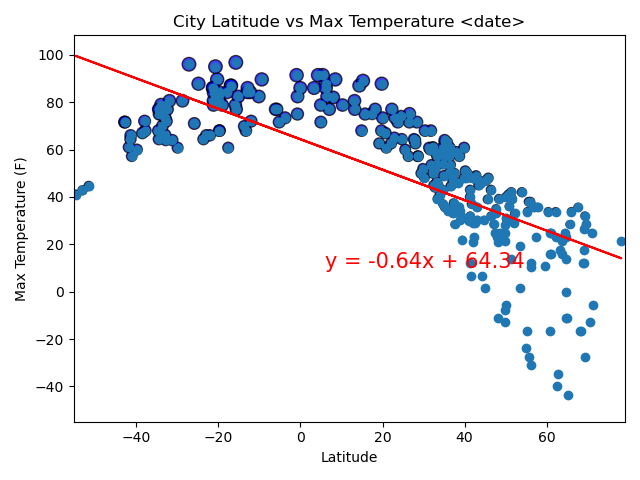 City Latitude vs Max Temperature <date>
Max Temperature (F)
100
80
60
40
20
0
−20
−40
y = -0.64x + 64.34
−40 −20 0 20 40 60
Latitude